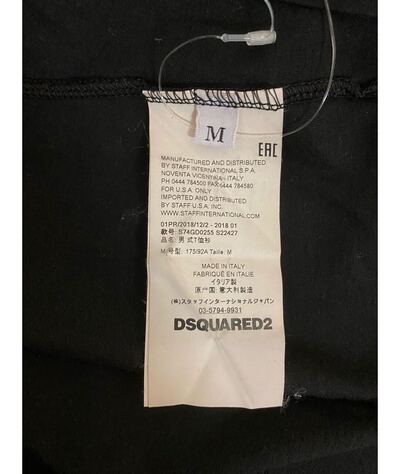 M
EAC
MANUFACTURED AND DISTRIBUTED
BY STAFF INTERNATIONAL S.P.A.
NOVENTA VICENTINA - ITALY
PH 0444 784500 FAX 0444 784580
FOR U.S.A. ONLY
IMPORTED AND DISTRIBUTED
BY STAFF U.S.A. INC.
WWW.STAFFINTERNATIONAL.COM
01PR/2018/12/2 - 2018 01
款号: S74GD0255 S22427
品名: 男式T恤衫
M 号型: 175/92A Taille: M
MADE IN ITALY
FABRIQUÉ EN ITALIE
イタリア製
原产国: 意大利製造
(株)スタッフインターナショナルジャパン
03-5794-9931
DSQUARED2